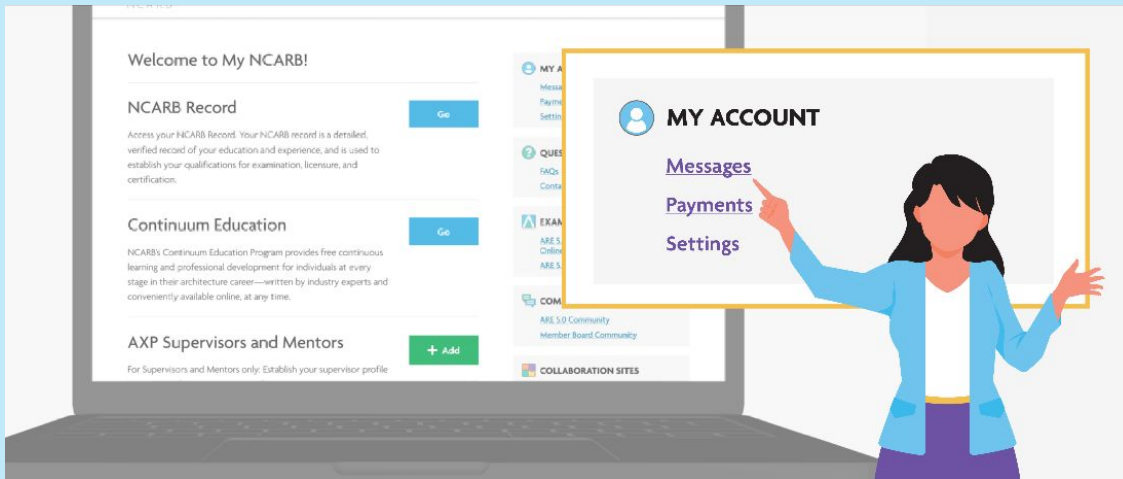 Welcome to My NCARB!
NCARB Record
Go
Access your NCARB Record. Your NCARB record is a detailed,
verified record of your education and experience, and is used to
establish your qualifications for examination, licensure, and
certification.
Continuum Education
Go
NCARB's Continuum Education Program provides free continuous
learning and professional development for individuals at every
stage in their architecture career—written by industry experts and
conveniently available online, at any time.
AXP Supervisors and Mentors
+ Add
For Supervisors and Mentors only: Establish your supervisor profile
MY
FAQs
ARE 5.0 Community
Member Board Community
COLLABORATION SITES
MY ACCOUNT
Messages
Payments
Settings